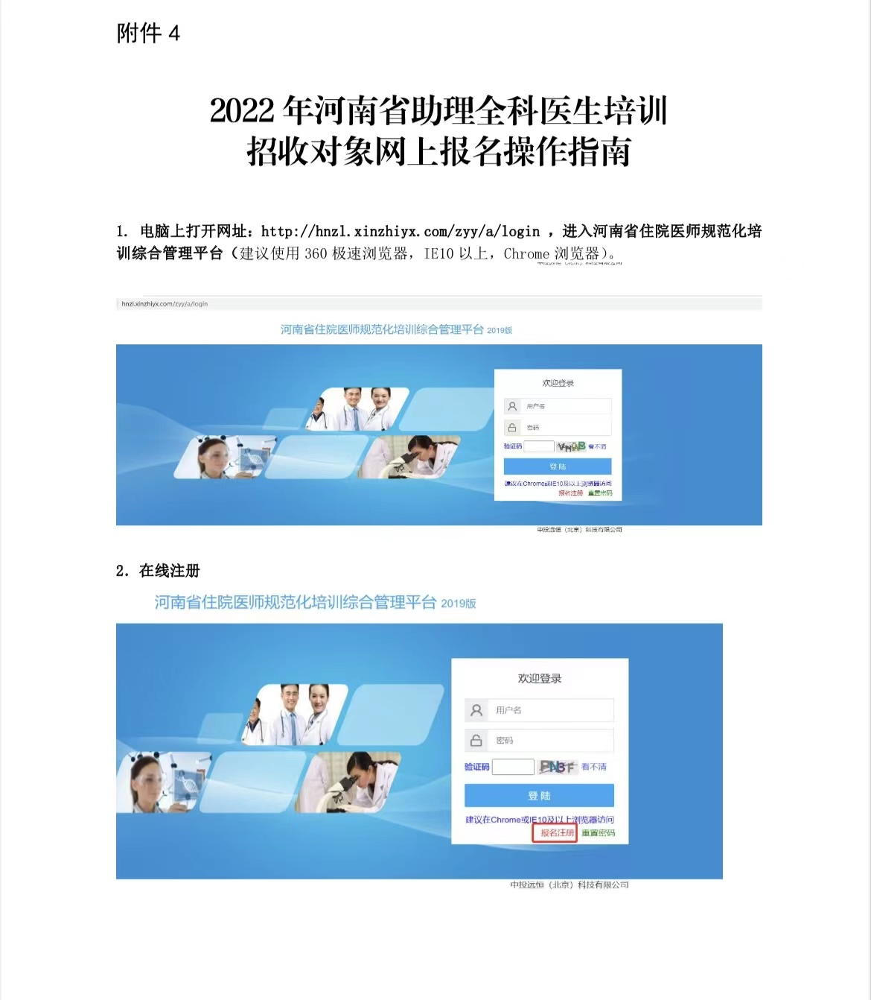 附件 4
2022 年河南省助理全科医生培训
招收对象网上报名操作指南
1. 电脑上打开网址：http://hnzl.xinzhiyx.com/zyy/a/login ，进入河南省住院医师规范化培
训综合管理平台（建议使用 360 极速浏览器，IE10 以上，Chrome 浏览器）。
中投远恒（北京）科技有限公司
hnzl.xinzhiyx.com/zyy/a/login
河南省住院医师规范化培训综合管理平台 2019版
欢迎登录
用户名
密码
验证码 看不清
登 陆
建议在Chrome或IE10及以上浏览器访问
报名注册 重置密码
中投远恒（北京）科技有限公司
2. 在线注册
河南省住院医师规范化培训综合管理平台 2019版
欢迎登录
用户名
密码
验证码 PN3F 看不清
登 陆
建议在Chrome或IE10及以上浏览器访问
报名注册 重置密码
中投远恒（北京）科技有限公司